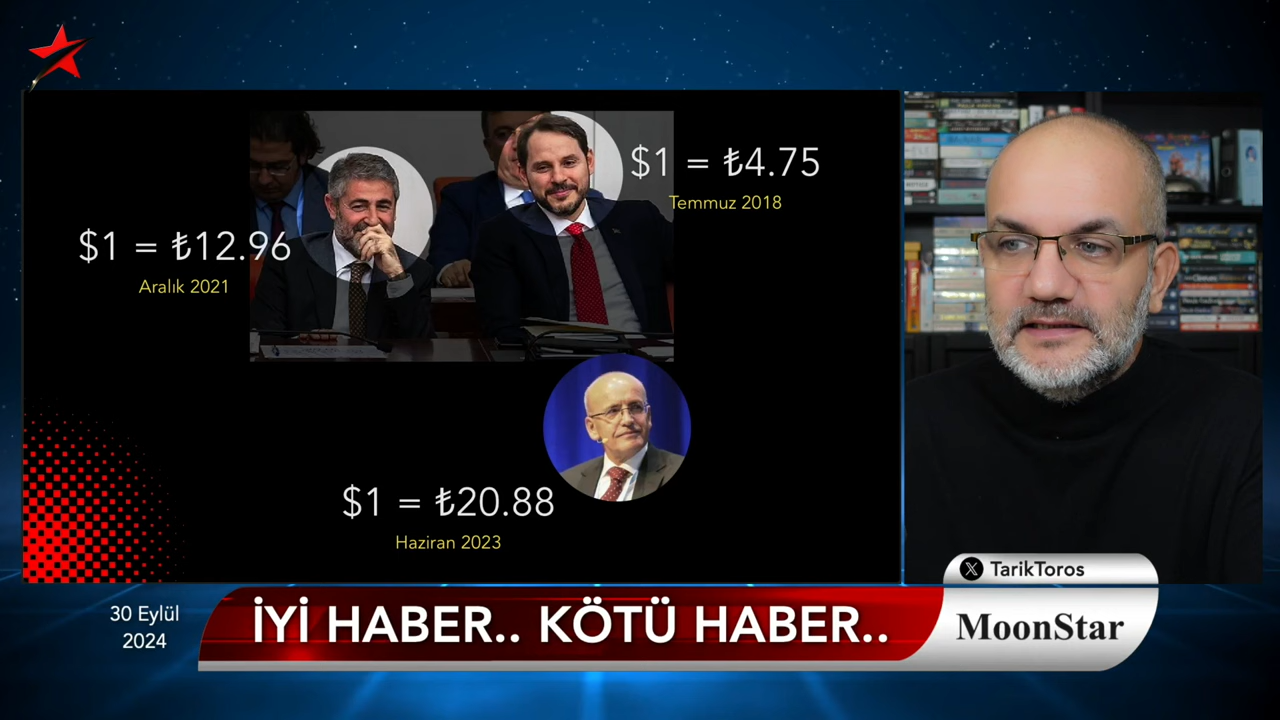 $1 = ₺4.75
Temmuz 2018
$1 = ₺12.96
Aralık 2021
$1 = ₺20.88
Haziran 2023
TarikToros
30 Eylül
2024
İYİ HABER.. KÖTÜ HABER..
MoonStar